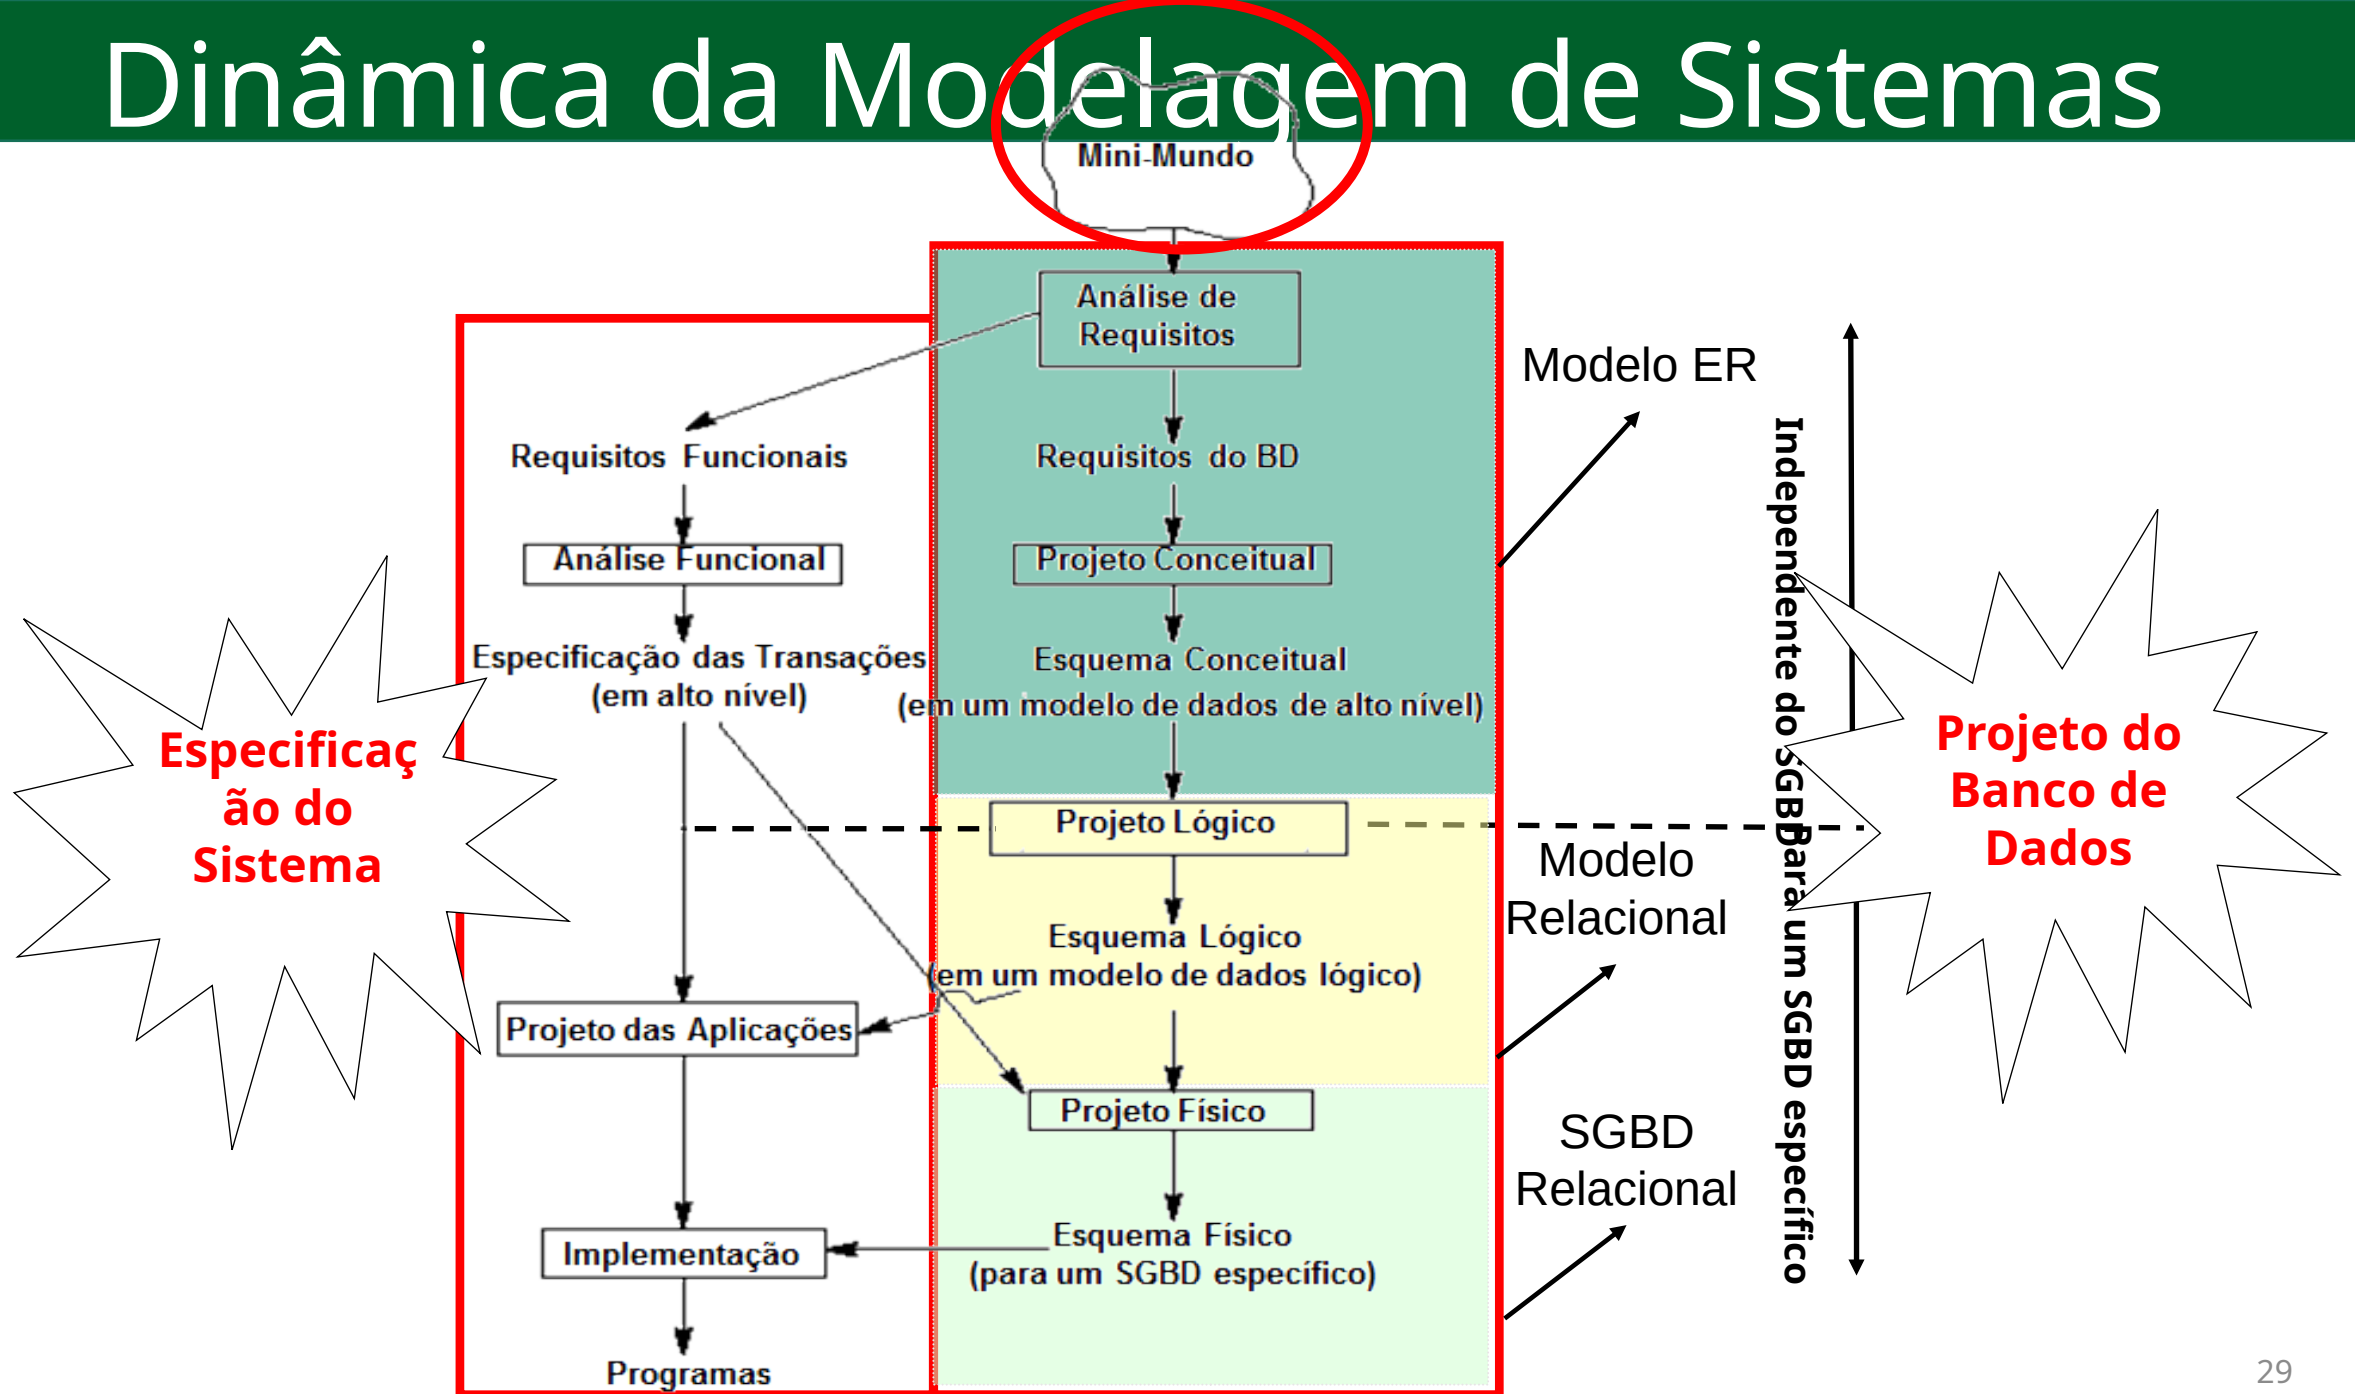 Dinâmica da Modelagem de Sistemas
Mini-Mundo
Análise de
Requisitos
Modelo ER
Requisitos Funcionais
Requisitos do BD
Análise Funcional
Projeto Conceitual
Especificação das Transações
(em alto nível)
Esquema Conceitual
(em um modelo de dados de alto nível)
Independente do SGBD
Especificaç
ão do
Sistema
Projeto do
Banco de
Dados
Projeto Lógico
Modelo
Relacional
Esquema Lógico
(em um modelo de dados lógico)
Para um SGBD específico
Projeto das Aplicações
Projeto Físico
SGBD
Relacional
Implementação
Esquema Físico
(para um SGBD específico)
Programas
29